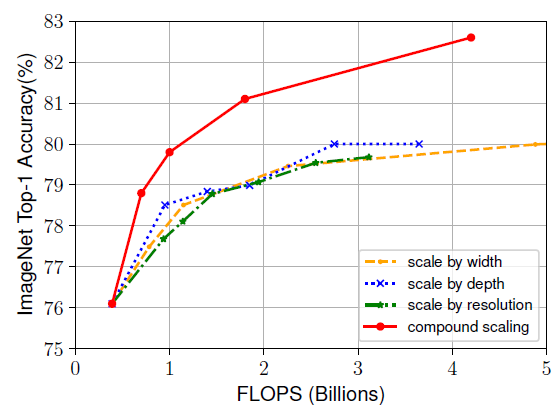 83
82
81
80
79
78
77
76
75
ImageNet Top-1 Accuracy(%)
scale by width
scale by depth
scale by resolution
compound scaling
0 1 2 3 4 5
FLOPS (Billions)